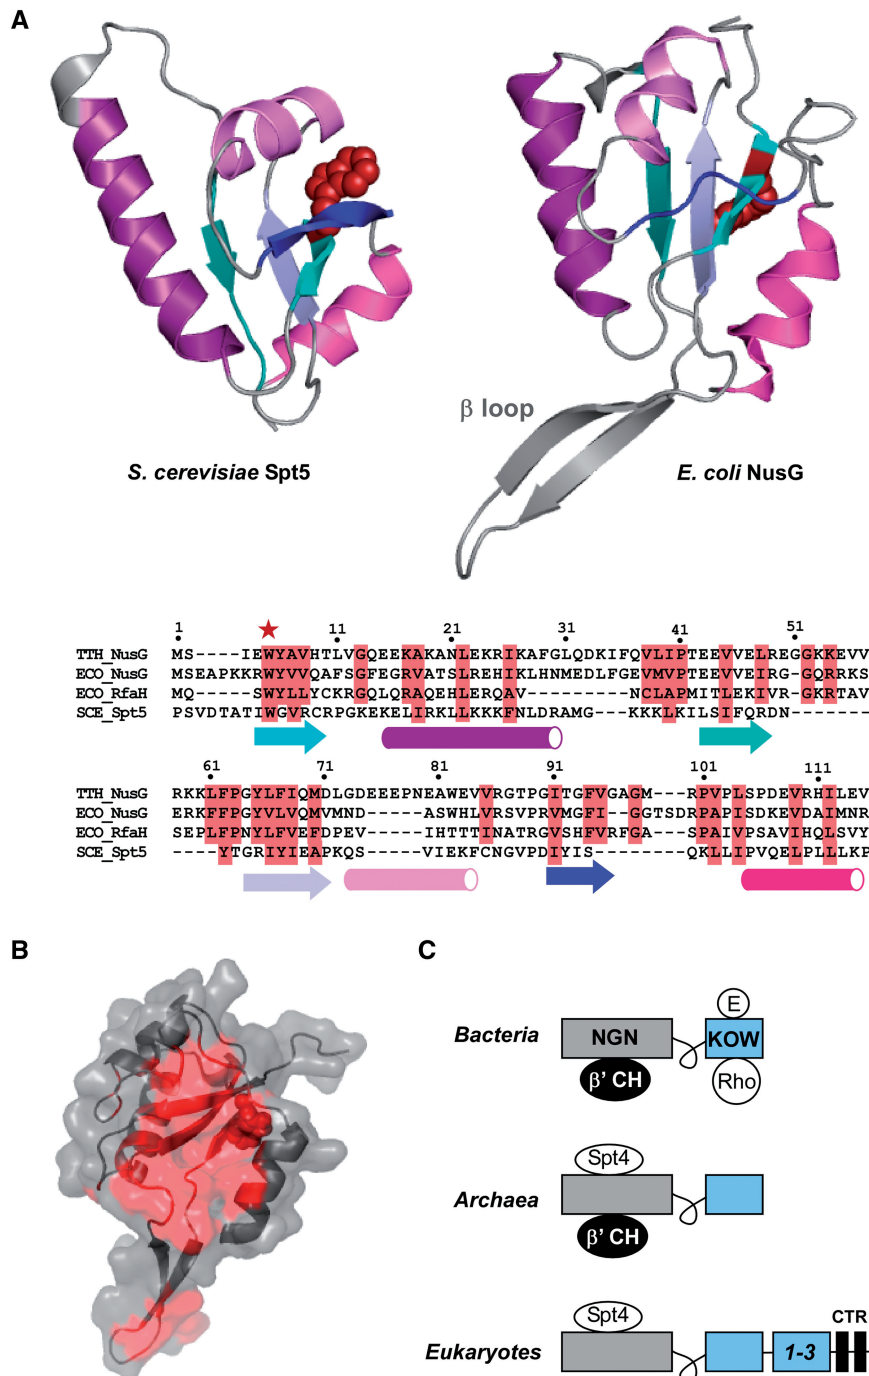 A
β loop
S. cerevisiae Spt5
E. coli NusG
1 11 21 31 41 51
TTH_NusG MS-----IEWYAVHTLVGQEEKAKANLEKRIKAFGLQDKIFQVLIPTEEVVELREGGKKEVV
ECO_NusG MSEAPKKRWYVVQAFSGFEGRVATSLREHIKLHNMEDLFGEVMVPTEEVVEIRG-GQRRKS
ECO_RfaH MQ-----SWYLLYCKRGQLQRAQEHLERQAV------NCLAPMITLEKIVR-GKRTAV
SCE_Spt5 PSVDTATIWGVRCRPGKEKELIRKLLKKKFNLDRAMG----KKKLKILSIFQRDN-------
61 71 81 91 101 111
TTH_NusG RKKLFPGYLFIQMDLGDEEEPNEAWEVVRGTPGITGFVGAGM---RPVPLSPDEVRHILEV
ECO_NusG ERKFFPGYVLVQMVMND-----ASWHLVRSVPRVMGFI--GGTSDRPAPISDKEVDAIMNR
ECO_RfaH SEPLFPNYLFVEFDPEV-----IHTTTINATRGVSHFVRFGA---SPAIVPSAVIHQLSVY
SCE_Spt5 ----YTGRIYIEAPKQS-----VIEKFCNGVPDIYIS-------QKLLIPVQELPLLLKP
B
C
Bacteria NGN KOW E
β' CH Rho
Spt4
Archaea
β' CH
Spt4 CTR
Eukaryotes 1-3